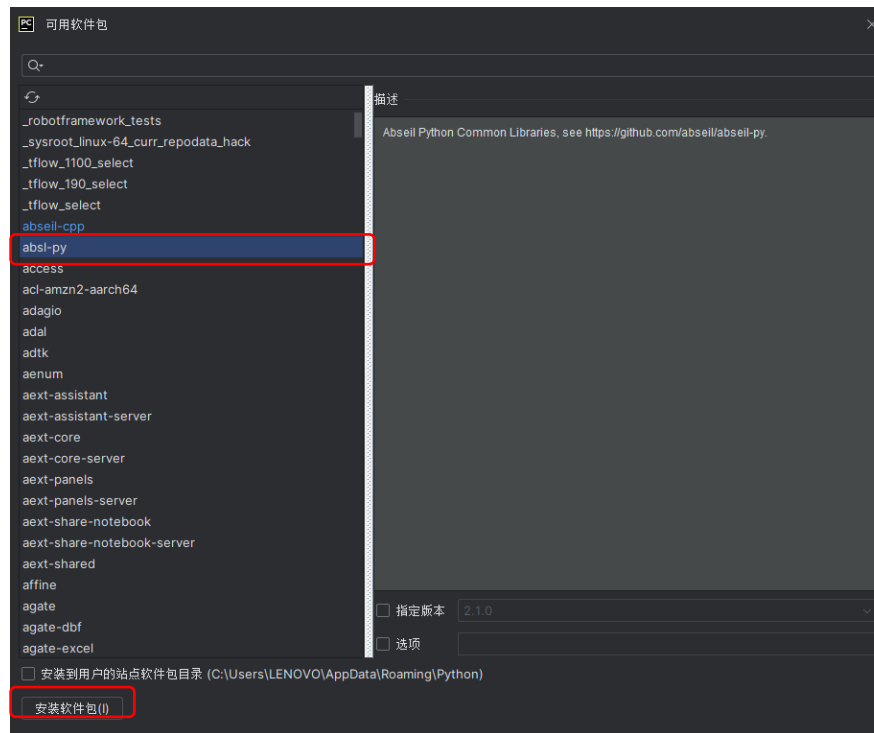 PC 可用软件包
描述
_robotframework_tests
_sysroot_linux-64_curr_repodata_hack
_tflow_1100_select
_tflow_190_select
_tflow_select
abseil-cpp
absl-py
access
acl-amzn2-aarch64
adagio
adal
adtk
aenum
aext-assistant
aext-assistant-server
aext-core
aext-core-server
aext-panels
aext-panels-server
aext-share-notebook
aext-share-notebook-server
aext-shared
affine
agate
agate-dbf
agate-excel
Abseil Python Common Libraries, see https://github.com/abseil/abseil-py.
指定版本 2.1.0
选项
安装到用户的站点软件包目录 (C:\Users\LENOVO\AppData\Roaming\Python)
安装软件包(I)